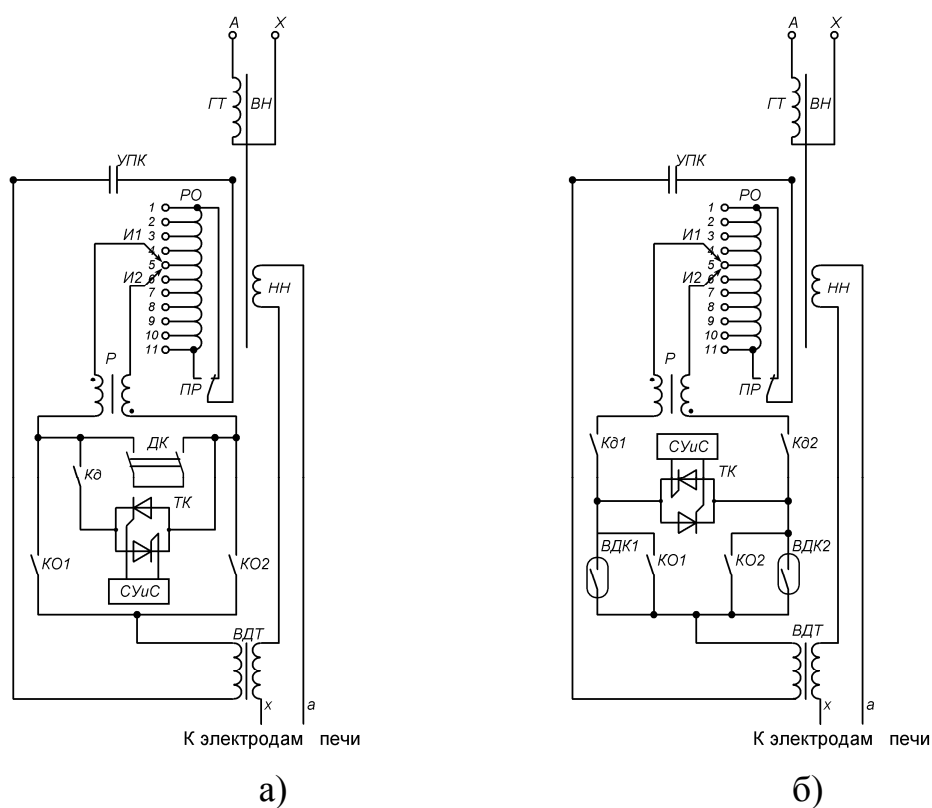 А Х
ГТ ВН
УПК
РО
1
2
3
И1
4
5
И2
6
7
НН
8
9
10
11
Р
ПР
ДК
Кд
ТК
КО1
КО2
СУиС
ВДТ
х а
К электродам печи
а)
А Х
ГТ ВН
УПК
РО
1
2
3
И1
4
5
И2
6
7
НН
8
9
10
11
Р
ПР
Кд1
СУиС
Кд2
ТК
ВДК1
КО1
КО2
ВДК2
ВДТ
х а
К электродам печи
б)